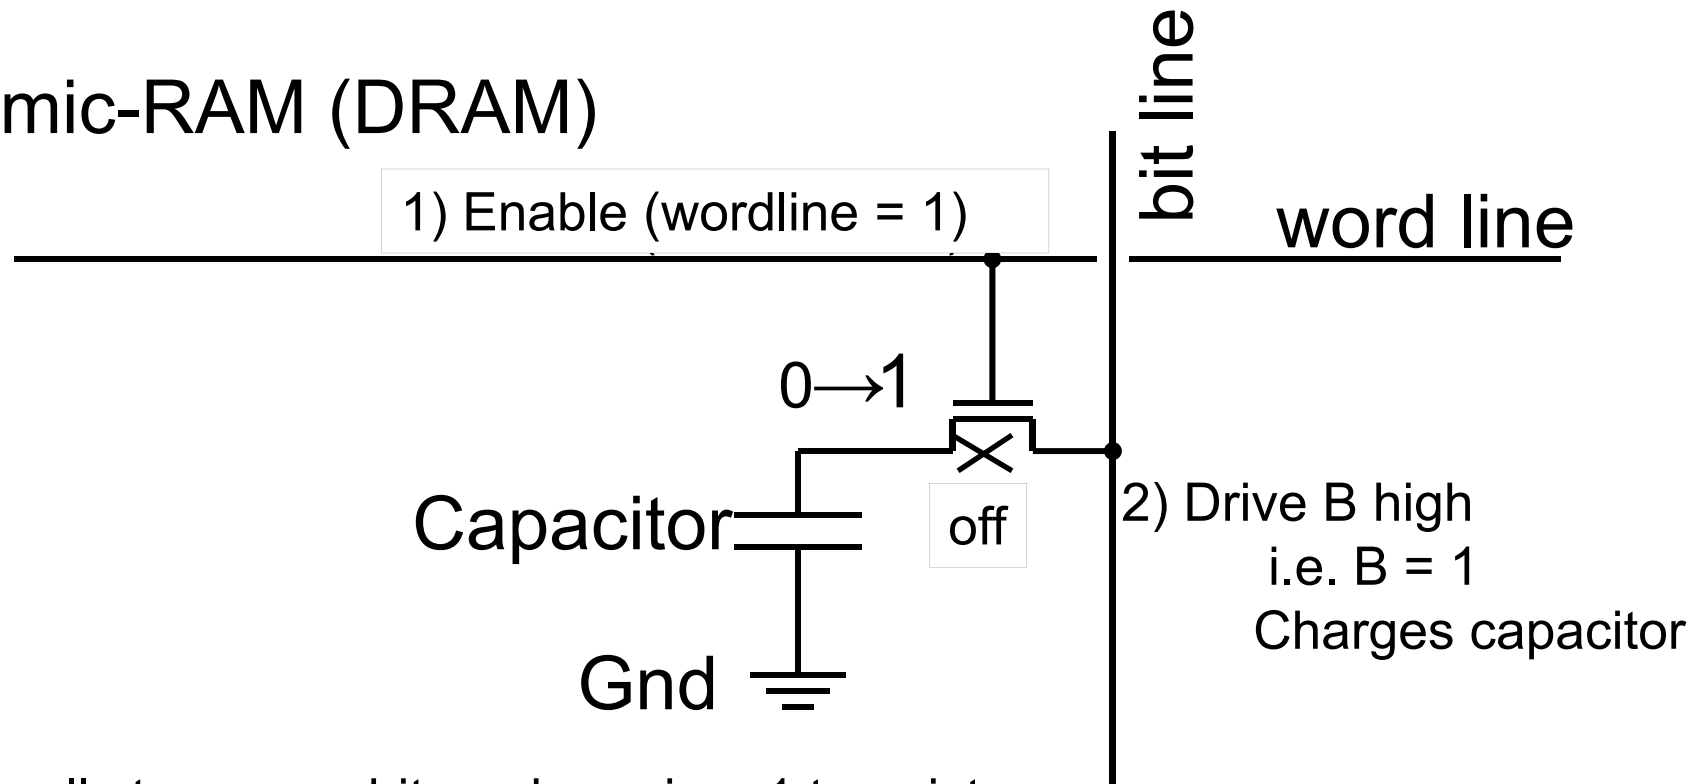 bit line
mic-RAM (DRAM)
1) Enable (wordline = 1)
word line
0→1
Capacitor
off
2) Drive B high
i.e. B = 1
Charges capacitor
Gnd